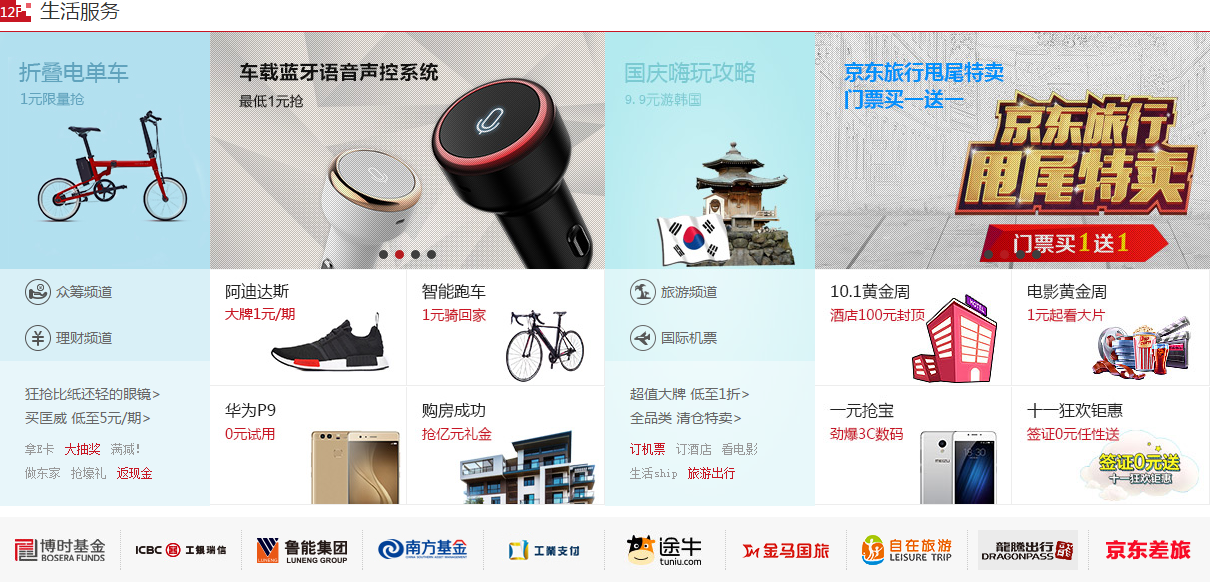 12F 生活服务
折叠电单车
1元限量抢
车载蓝牙语音声控系统
最低1元抢
国庆嗨玩攻略
9.9元游韩国
京东旅行甩尾特卖
门票买一送一
京东旅行
甩尾特卖
门票买1送1
众筹频道
理财频道
阿迪达斯
大牌1元/期
智能跑车
1元骑回家
旅游频道
国际机票
10.1黄金周
酒店100元封顶
HOTEL
电影黄金周
1元起看大片
狂抢比纸还轻的眼镜>
买匡威 低至5元/期>
拿E卡 大抽奖 满减!
做东家 抢壕礼 返现金
华为P9
0元试用
购房成功
抢亿元礼金
超值大牌 低至1折>
全品类 清仓特卖>
订机票 订酒店 看电影
生活ship 旅游出行
一元抢宝
劲爆3C数码
十一狂欢钜惠
签证0元任性送
签证0元送
十一狂欢钜惠
博时基金
BOSERA FUNDS
ICBC 工银瑞信
鲁能集团
LUNENG GROUP
南方基金
工业支付
途牛
tuniu.com
金马国旅
自在旅游
LEISURE TRIP
龍騰出行
DRAGONPASS
京东差旅